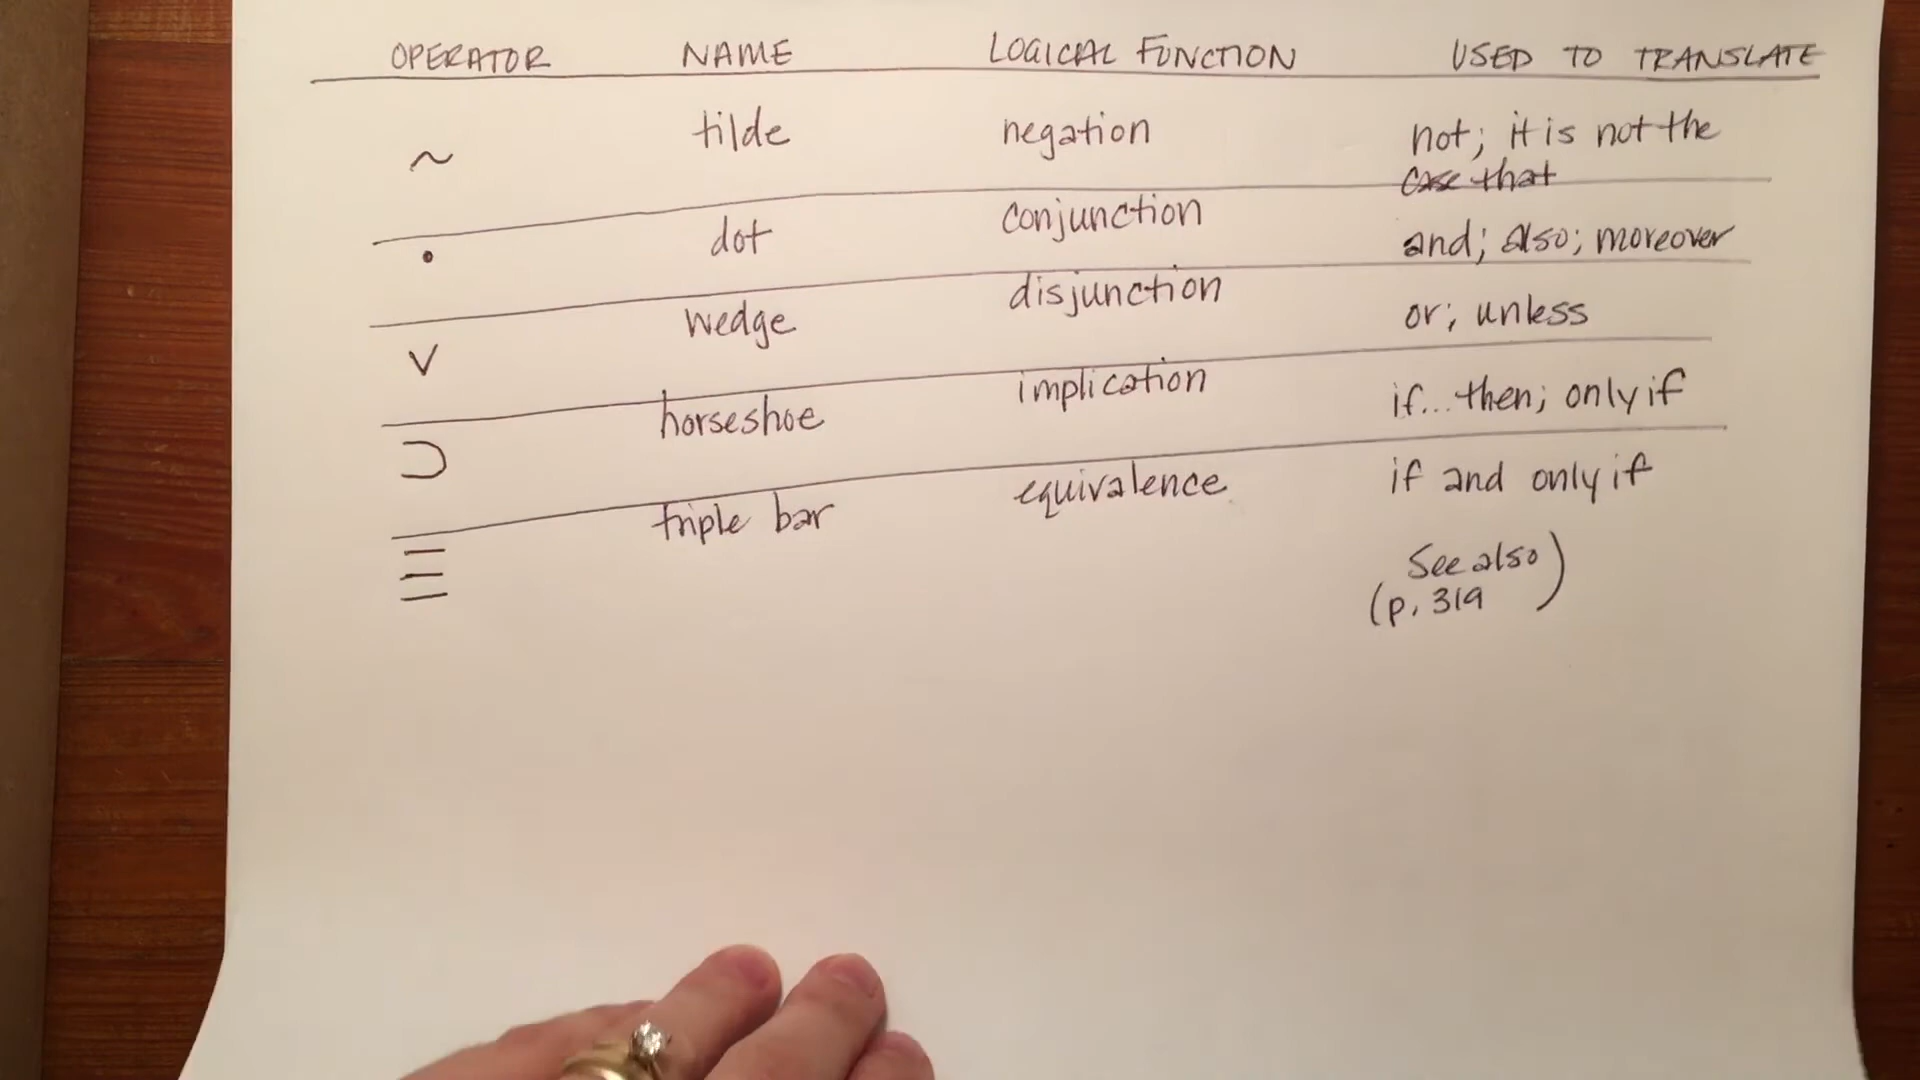 OPERATOR NAME LOGICAL FUNCTION USED TO TRANSLATE
~ tilde negation not; it is not the
case that
• dot conjunction and; also; moreover
v wedge disjunction or; unless
⊃ horseshoe implication if...then; only if
≡ triple bar equivalence if and only if
See also
(p. 319)